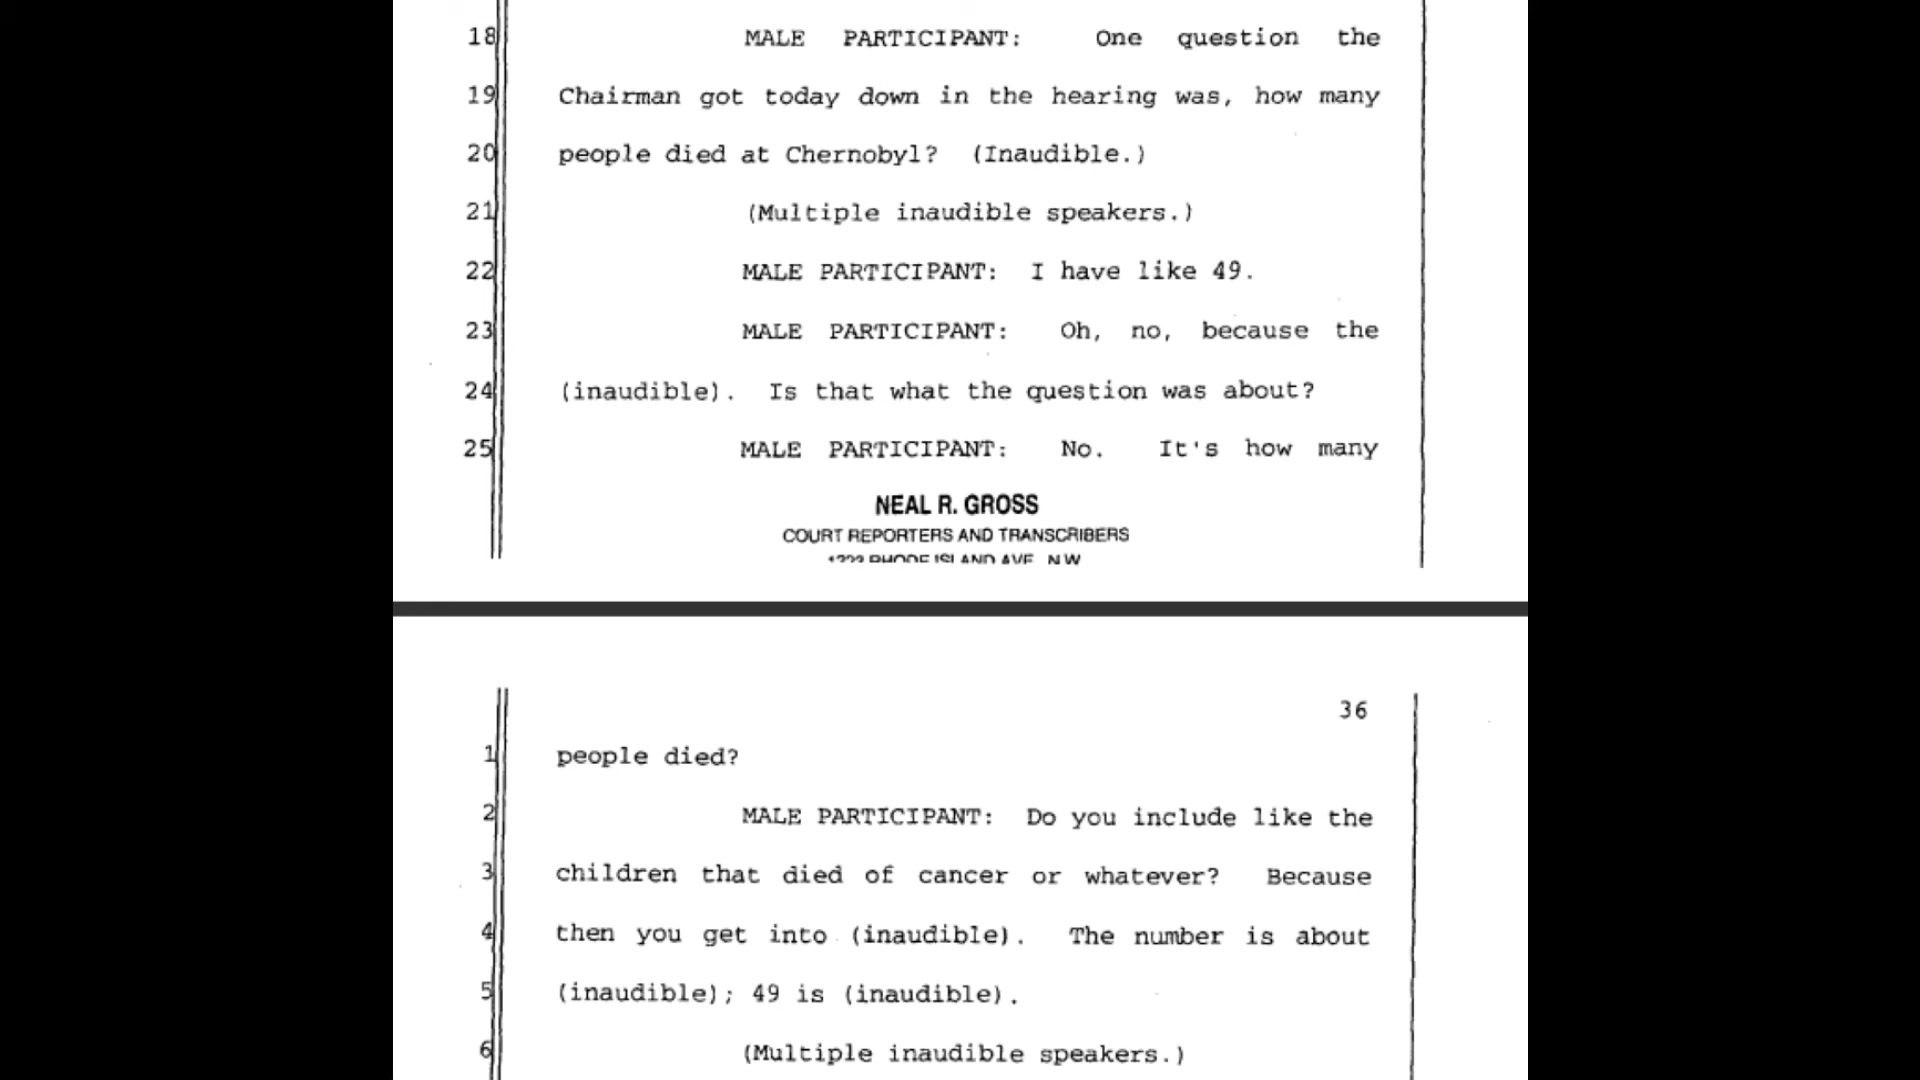 18 MALE PARTICIPANT: One question the
19 Chairman got today down in the hearing was, how many
20 people died at Chernobyl? (Inaudible.)
21 (Multiple inaudible speakers.)
22 MALE PARTICIPANT: I have like 49.
23 MALE PARTICIPANT: Oh, no, because the
24 (inaudible). Is that what the question was about?
25 MALE PARTICIPANT: No. It's how many
NEAL R. GROSS
COURT REPORTERS AND TRANSCRIBERS
RHODE ISLAND AVE N W
36
1 people died?
2 MALE PARTICIPANT: Do you include like the
3 children that died of cancer or whatever? Because
4 then you get into (inaudible). The number is about
5 (inaudible); 49 is (inaudible).
6 (Multiple inaudible speakers.)